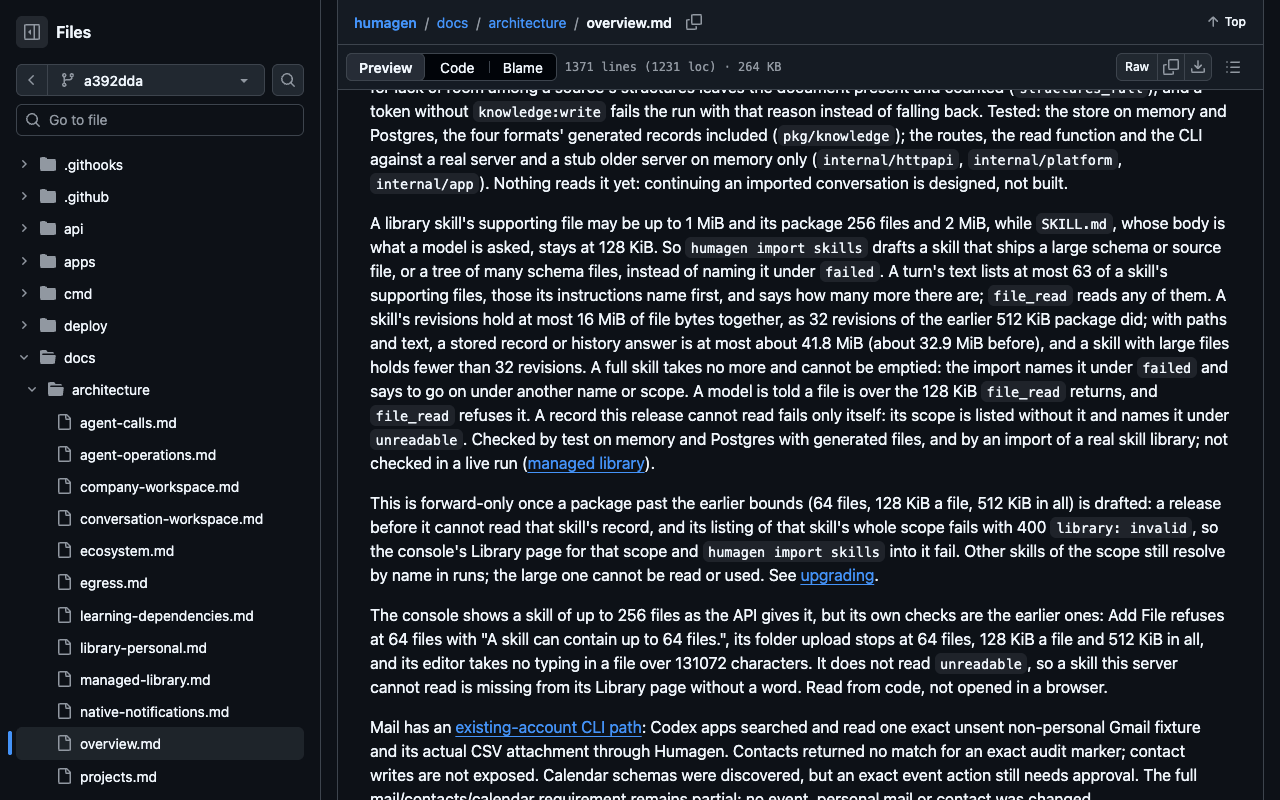 Files
a392dda
Go to file
.githooks
.github
api
apps
cmd
deploy
docs
architecture
agent-calls.md
agent-operations.md
company-workspace.md
conversation-workspace.md
ecosystem.md
egress.md
learning-dependencies.md
library-personal.md
managed-library.md
native-notifications.md
overview.md
projects.md
humagen / docs / architecture / overview.md
Top
Preview Code Blame 1371 lines (1231 loc) · 264 KB Raw
for lack of room among a source's structures leaves the document present and counted ( structures_full ), and a
token without knowledge:write fails the run with that reason instead of falling back. Tested: the store on memory and
Postgres, the four formats' generated records included ( pkg/knowledge ); the routes, the read function and the CLI
against a real server and a stub older server on memory only ( internal/httpapi , internal/platform ,
internal/app ). Nothing reads it yet: continuing an imported conversation is designed, not built.
A library skill's supporting file may be up to 1 MiB and its package 256 files and 2 MiB, while SKILL.md , whose body is
what a model is asked, stays at 128 KiB. So humagen import skills drafts a skill that ships a large schema or source
file, or a tree of many schema files, instead of naming it under failed . A turn's text lists at most 63 of a skill's
supporting files, those its instructions name first, and says how many more there are; file_read reads any of them. A
skill's revisions hold at most 16 MiB of file bytes together, as 32 revisions of the earlier 512 KiB package did; with paths
and text, a stored record or history answer is at most about 41.8 MiB (about 32.9 MiB before), and a skill with large files
holds fewer than 32 revisions. A full skill takes no more and cannot be emptied: the import names it under failed and
says to go on under another name or scope. A model is told a file is over the 128 KiB file_read returns, and
file_read refuses it. A record this release cannot read fails only itself: its scope is listed without it and names it under
unreadable . Checked by test on memory and Postgres with generated files, and by an import of a real skill library; not
checked in a live run (managed library).
This is forward-only once a package past the earlier bounds (64 files, 128 KiB a file, 512 KiB in all) is drafted: a release
before it cannot read that skill's record, and its listing of that skill's whole scope fails with 400 library: invalid , so
the console's Library page for that scope and humagen import skills into it fail. Other skills of the scope still resolve
by name in runs; the large one cannot be read or used. See upgrading.
The console shows a skill of up to 256 files as the API gives it, but its own checks are the earlier ones: Add File refuses
at 64 files with "A skill can contain up to 64 files.", its folder upload stops at 64 files, 128 KiB a file and 512 KiB in all,
and its editor takes no typing in a file over 131072 characters. It does not read unreadable , so a skill this server
cannot read is missing from its Library page without a word. Read from code, not opened in a browser.
Mail has an existing-account CLI path: Codex apps searched and read one exact unsent non-personal Gmail fixture
and its actual CSV attachment through Humagen. Contacts returned no match for an exact audit marker; contact
writes are not exposed. Calendar schemas were discovered, but an exact event action still needs approval. The full
mail/contacts/calendar requirement remains partial: no event, personal mail or contact was changed.